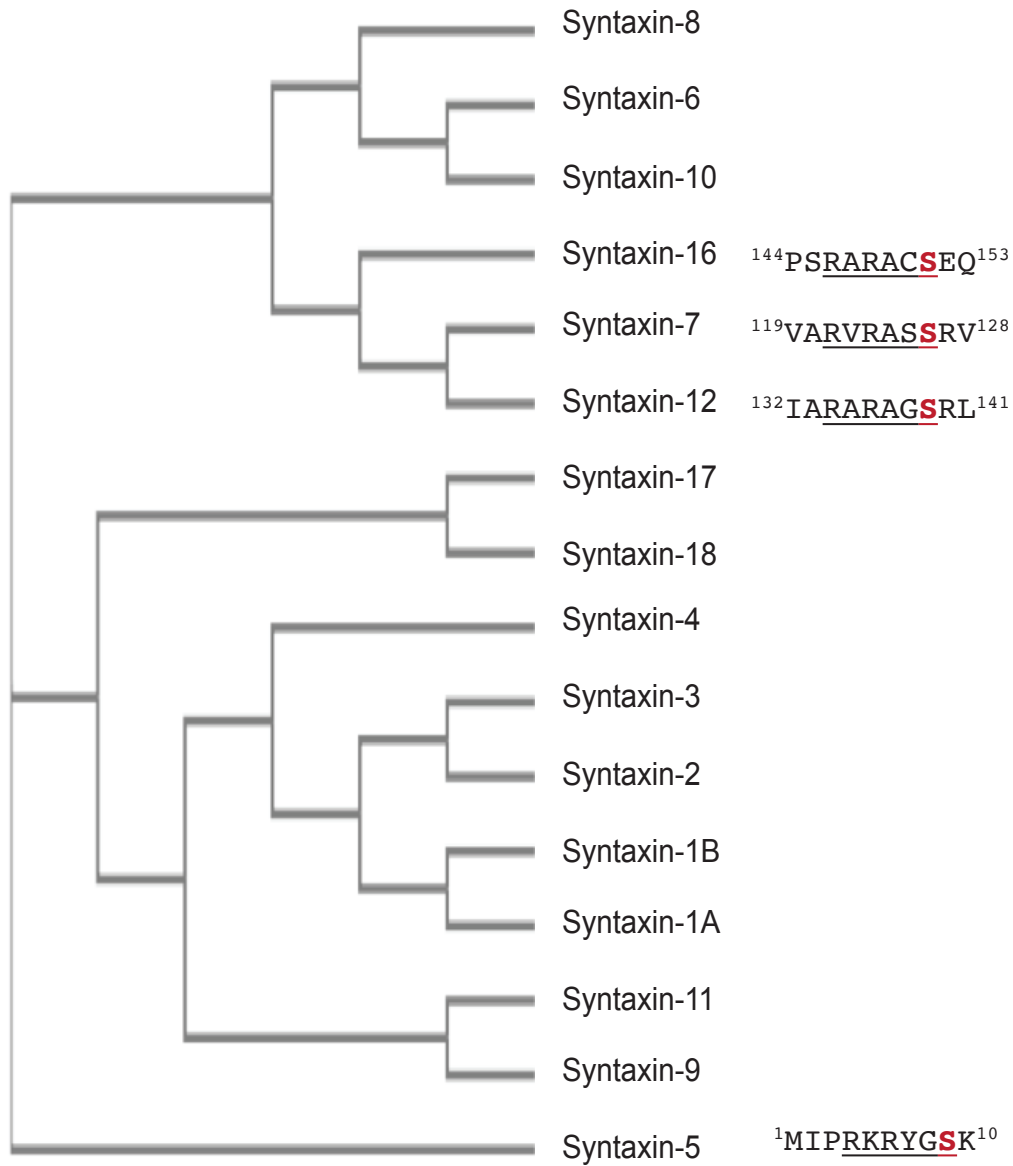 Syntaxin-8
Syntaxin-6
Syntaxin-10
Syntaxin-16 ¹⁴⁴PSRARACSEQ¹⁵³
Syntaxin-7 ¹¹⁹VARVRASSRV¹²⁸
Syntaxin-12 ¹³²IARARAGSRL¹⁴¹
Syntaxin-17
Syntaxin-18
Syntaxin-4
Syntaxin-3
Syntaxin-2
Syntaxin-1B
Syntaxin-1A
Syntaxin-11
Syntaxin-9
Syntaxin-5 ¹MIPRKRYGSK¹⁰